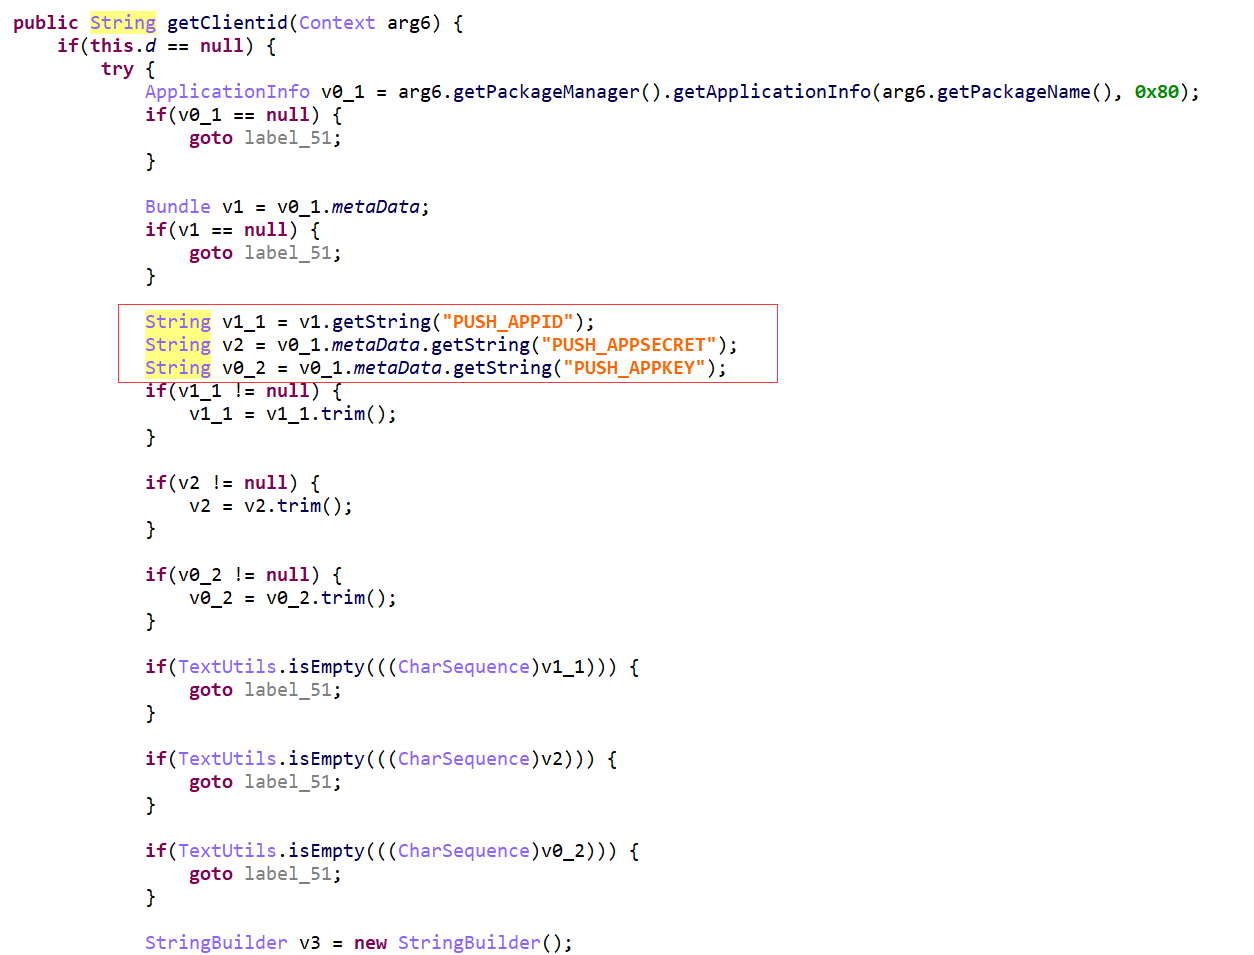 public String getClientid(Context arg6) {
    if(this.d == null) {
        try {
            ApplicationInfo v0_1 = arg6.getPackageManager().getApplicationInfo(arg6.getPackageName(), 0x80);
            if(v0_1 == null) {
                goto label_51;
            }

            Bundle v1 = v0_1.metaData;
            if(v1 == null) {
                goto label_51;
            }

            String v1_1 = v1.getString("PUSH_APPID");
            String v2 = v0_1.metaData.getString("PUSH_APPSECRET");
            String v0_2 = v0_1.metaData.getString("PUSH_APPKEY");
            if(v1_1 != null) {
                v1_1 = v1_1.trim();
            }

            if(v2 != null) {
                v2 = v2.trim();
            }

            if(v0_2 != null) {
                v0_2 = v0_2.trim();
            }

            if(TextUtils.isEmpty(((CharSequence)v1_1))) {
                goto label_51;
            }

            if(TextUtils.isEmpty(((CharSequence)v2))) {
                goto label_51;
            }

            if(TextUtils.isEmpty(((CharSequence)v0_2))) {
                goto label_51;
            }

            StringBuilder v3 = new StringBuilder();